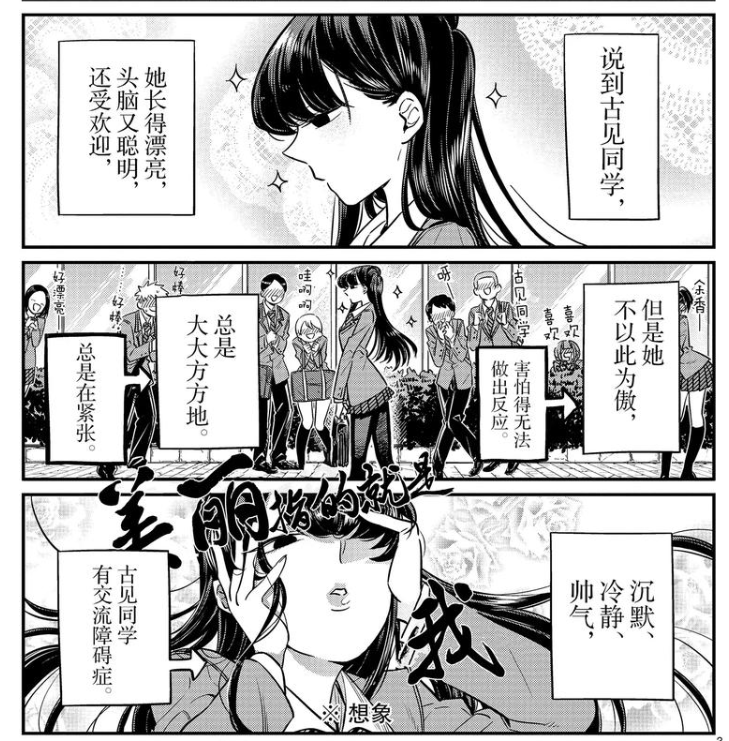 说到古见同学，
她长得漂亮，
头脑又聪明，
还受欢迎，
余香——
但是她
不以此为傲，
喜欢
喜欢
古见同学
害怕得无法
做出反应。
呀——
哇啊啊
总是
大大方方地。
好棒
好棒
总是在紧张。
好漂亮
沉默、
冷静、
帅气，
美丽指的就是
我
古见同学
有交流障碍症。
※想象
3